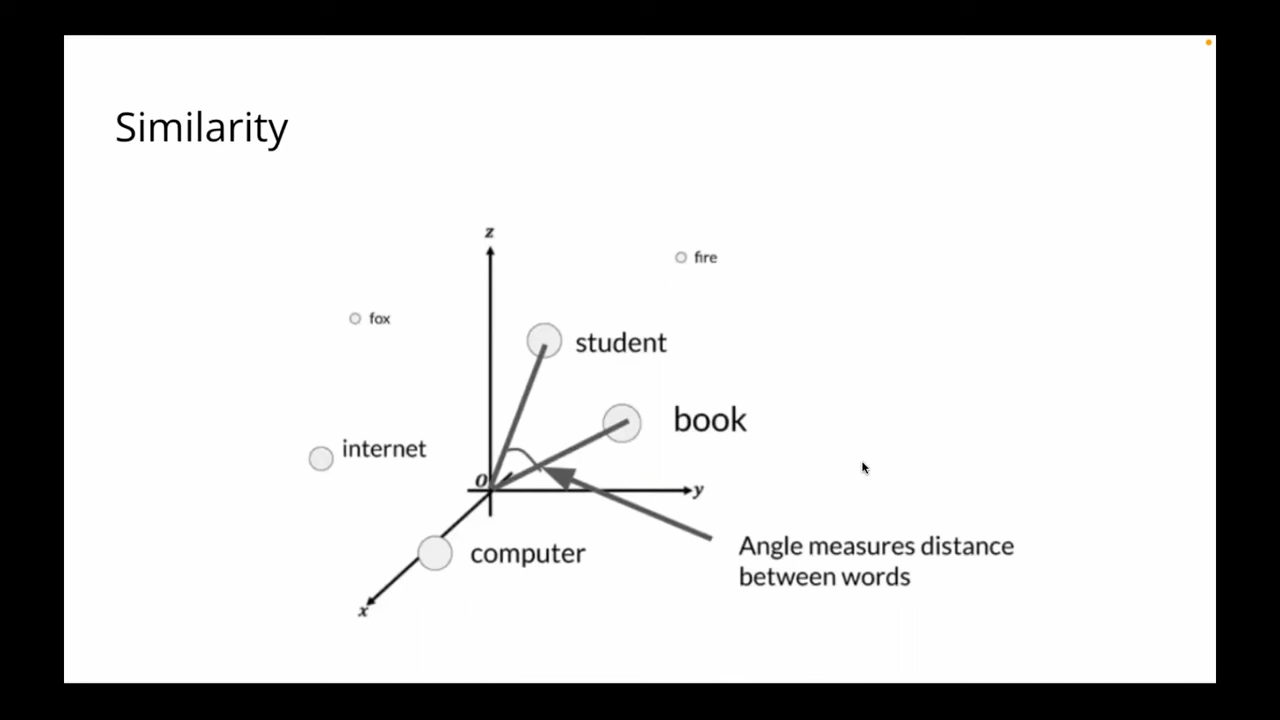 Similarity
z
fire
fox
student
book
internet
O
y
Angle measures distance
between words
computer
x